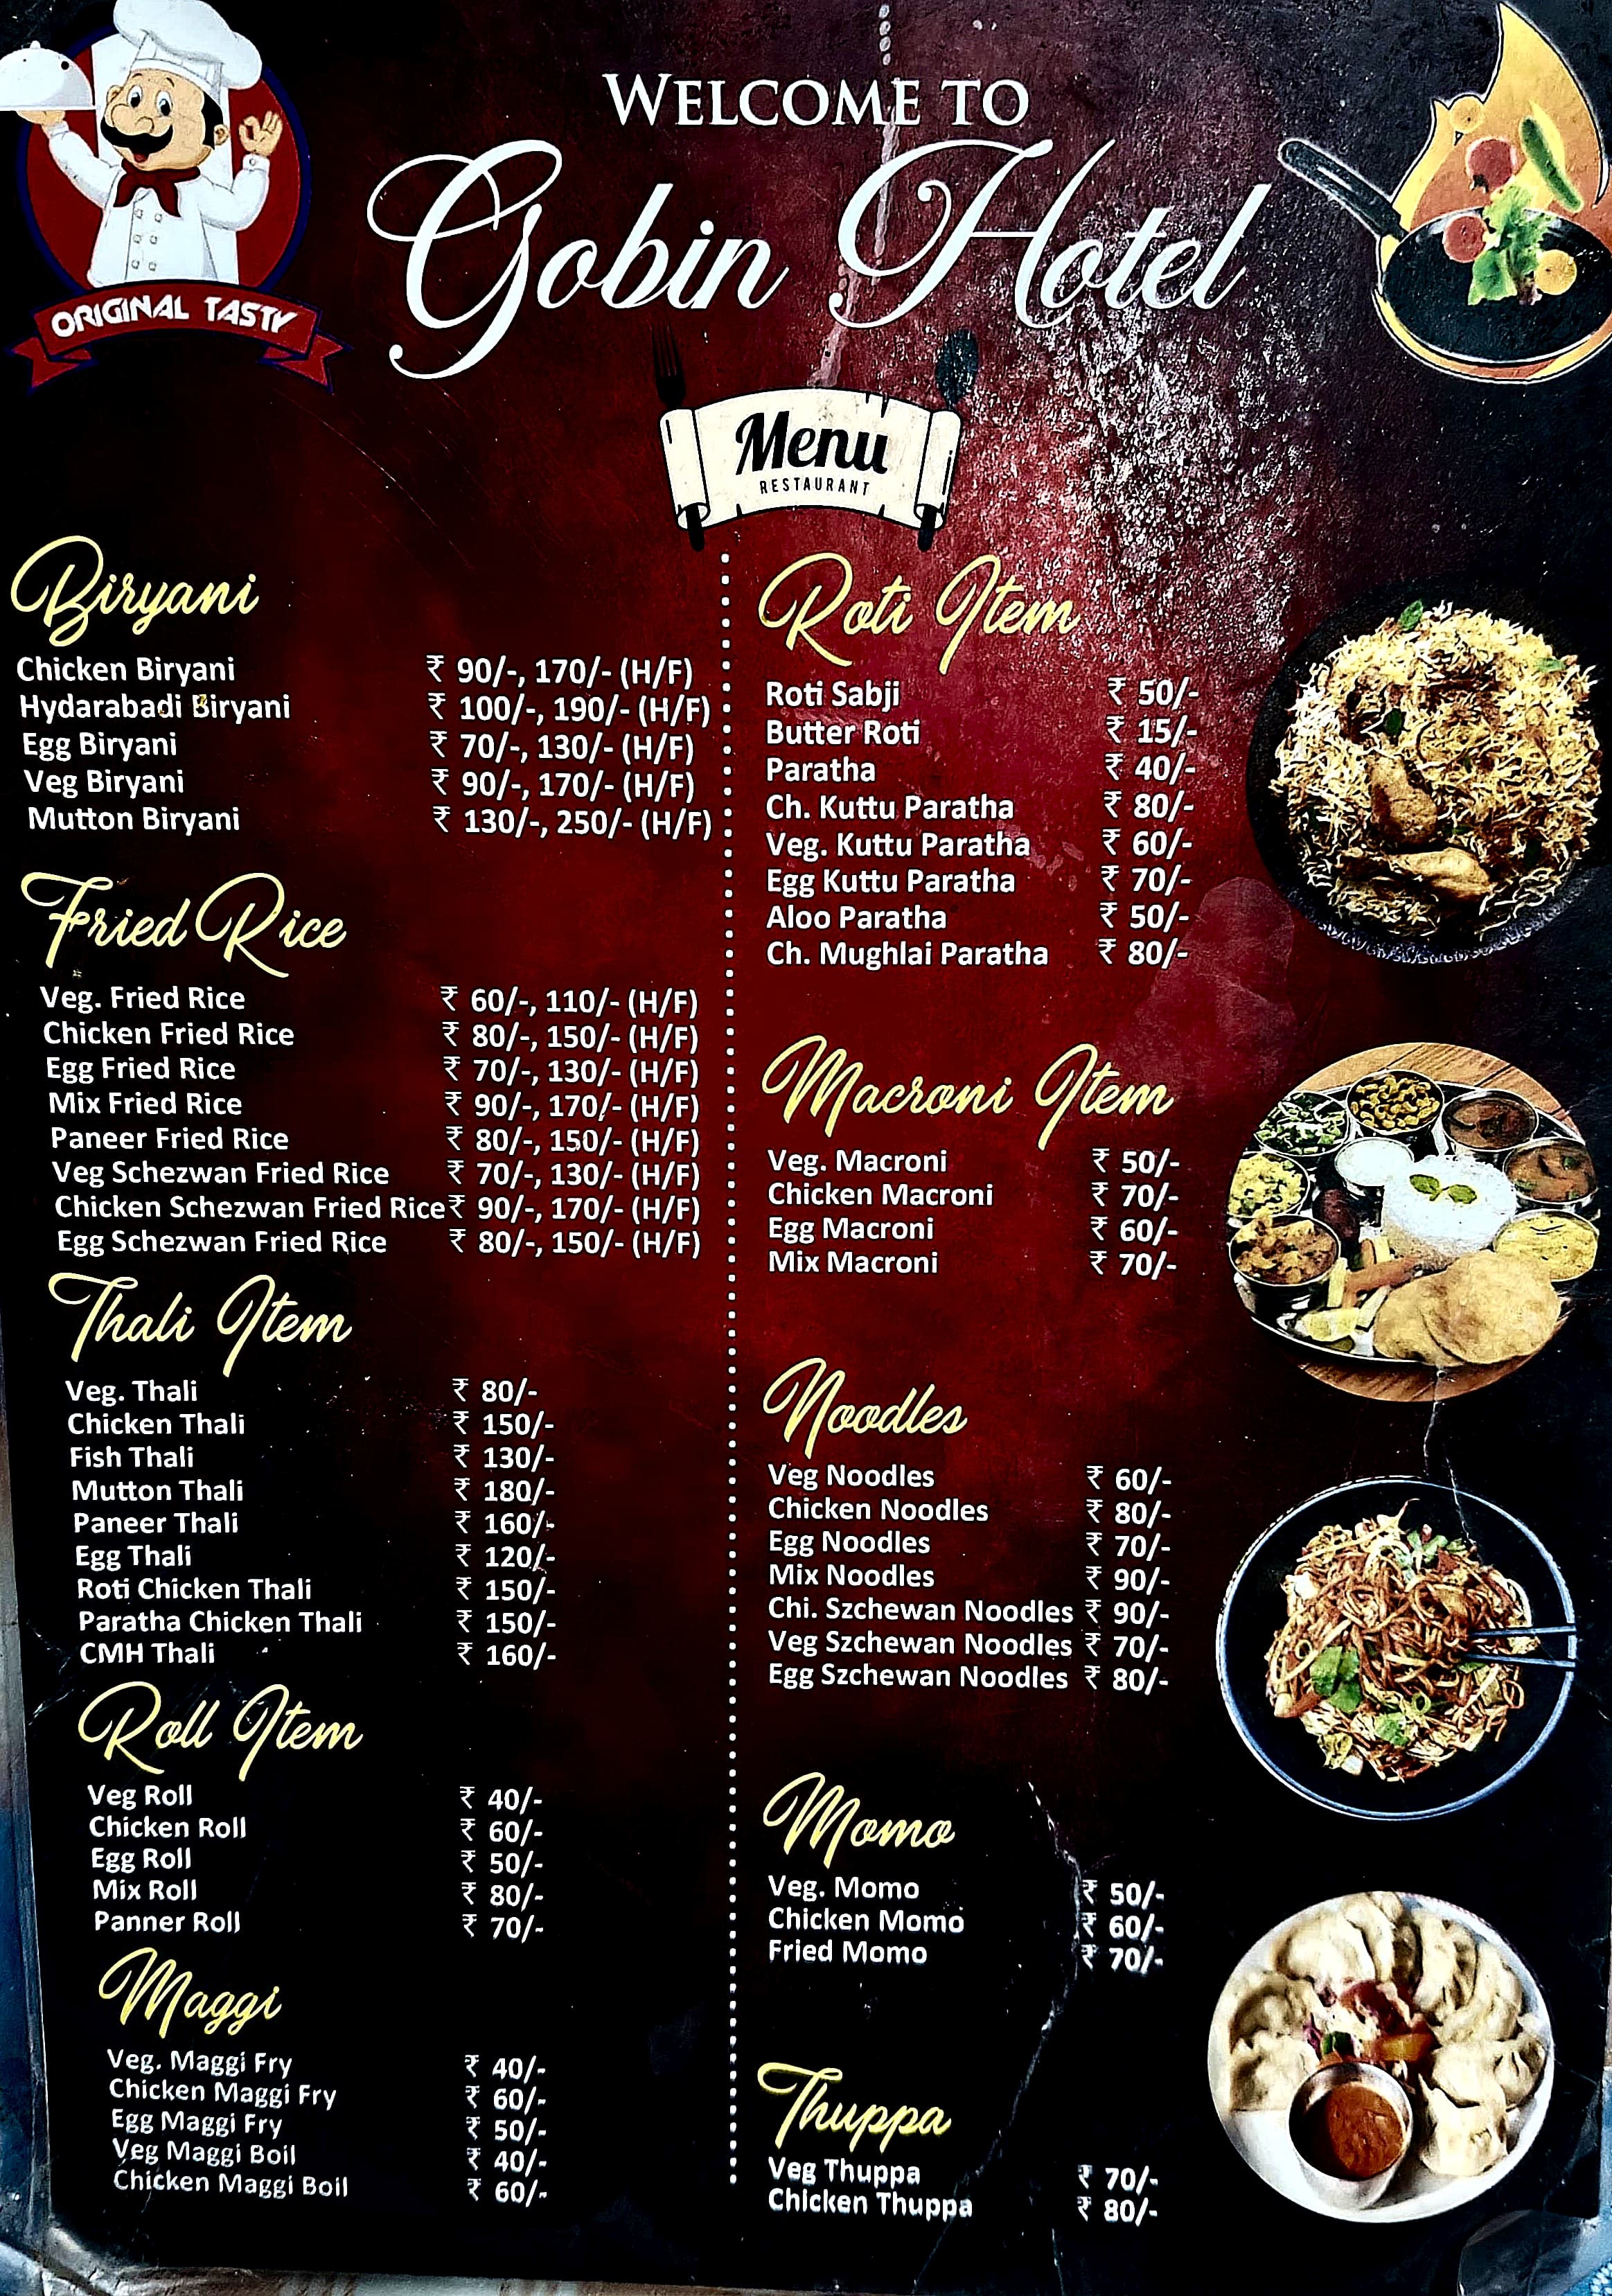 WELCOME TO
Gobin Hotel
ORIGINAL TASTY
Menu
RESTAURANT
Biryani
Chicken Biryani ₹ 90/-, 170/- (H/F)
Hydarabadi Biryani ₹ 100/-, 190/- (H/F)
Egg Biryani ₹ 70/-, 130/- (H/F)
Veg Biryani ₹ 90/-, 170/- (H/F)
Mutton Biryani ₹ 130/-, 250/- (H/F)
Fried Rice
Veg. Fried Rice ₹ 60/-, 110/- (H/F)
Chicken Fried Rice ₹ 80/-, 150/- (H/F)
Egg Fried Rice ₹ 70/-, 130/- (H/F)
Mix Fried Rice ₹ 90/-, 170/- (H/F)
Paneer Fried Rice ₹ 80/-, 150/- (H/F)
Veg Schezwan Fried Rice ₹ 70/-, 130/- (H/F)
Chicken Schezwan Fried Rice ₹ 90/-, 170/- (H/F)
Egg Schezwan Fried Rice ₹ 80/-, 150/- (H/F)
Thali Item
Veg. Thali ₹ 80/-
Chicken Thali ₹ 150/-
Fish Thali ₹ 130/-
Mutton Thali ₹ 180/-
Paneer Thali ₹ 160/-
Egg Thali ₹ 120/-
Roti Chicken Thali ₹ 150/-
Paratha Chicken Thali ₹ 150/-
CMH Thali ₹ 160/-
Roll Item
Veg Roll ₹ 40/-
Chicken Roll ₹ 60/-
Egg Roll ₹ 50/-
Mix Roll ₹ 80/-
Panner Roll ₹ 70/-
Maggi
Veg. Maggi Fry ₹ 40/-
Chicken Maggi Fry ₹ 60/-
Egg Maggi Fry ₹ 50/-
Veg Maggi Boil ₹ 40/-
Chicken Maggi Boil ₹ 60/-
Roti Item
Roti Sabji ₹ 50/-
Butter Roti ₹ 15/-
Paratha ₹ 40/-
Ch. Kuttu Paratha ₹ 80/-
Veg. Kuttu Paratha ₹ 60/-
Egg Kuttu Paratha ₹ 70/-
Aloo Paratha ₹ 50/-
Ch. Mughlai Paratha ₹ 80/-
Macroni Item
Veg. Macroni ₹ 50/-
Chicken Macroni ₹ 70/-
Egg Macroni ₹ 60/-
Mix Macroni ₹ 70/-
Noodles
Veg Noodles ₹ 60/-
Chicken Noodles ₹ 80/-
Egg Noodles ₹ 70/-
Mix Noodles ₹ 90/-
Chi. Szchewan Noodles ₹ 90/-
Veg Szchewan Noodles ₹ 70/-
Egg Szchewan Noodles ₹ 80/-
Momo
Veg. Momo ₹ 50/-
Chicken Momo ₹ 60/-
Fried Momo ₹ 70/-
Thuppa
Veg Thuppa ₹ 70/-
Chicken Thuppa ₹ 80/-